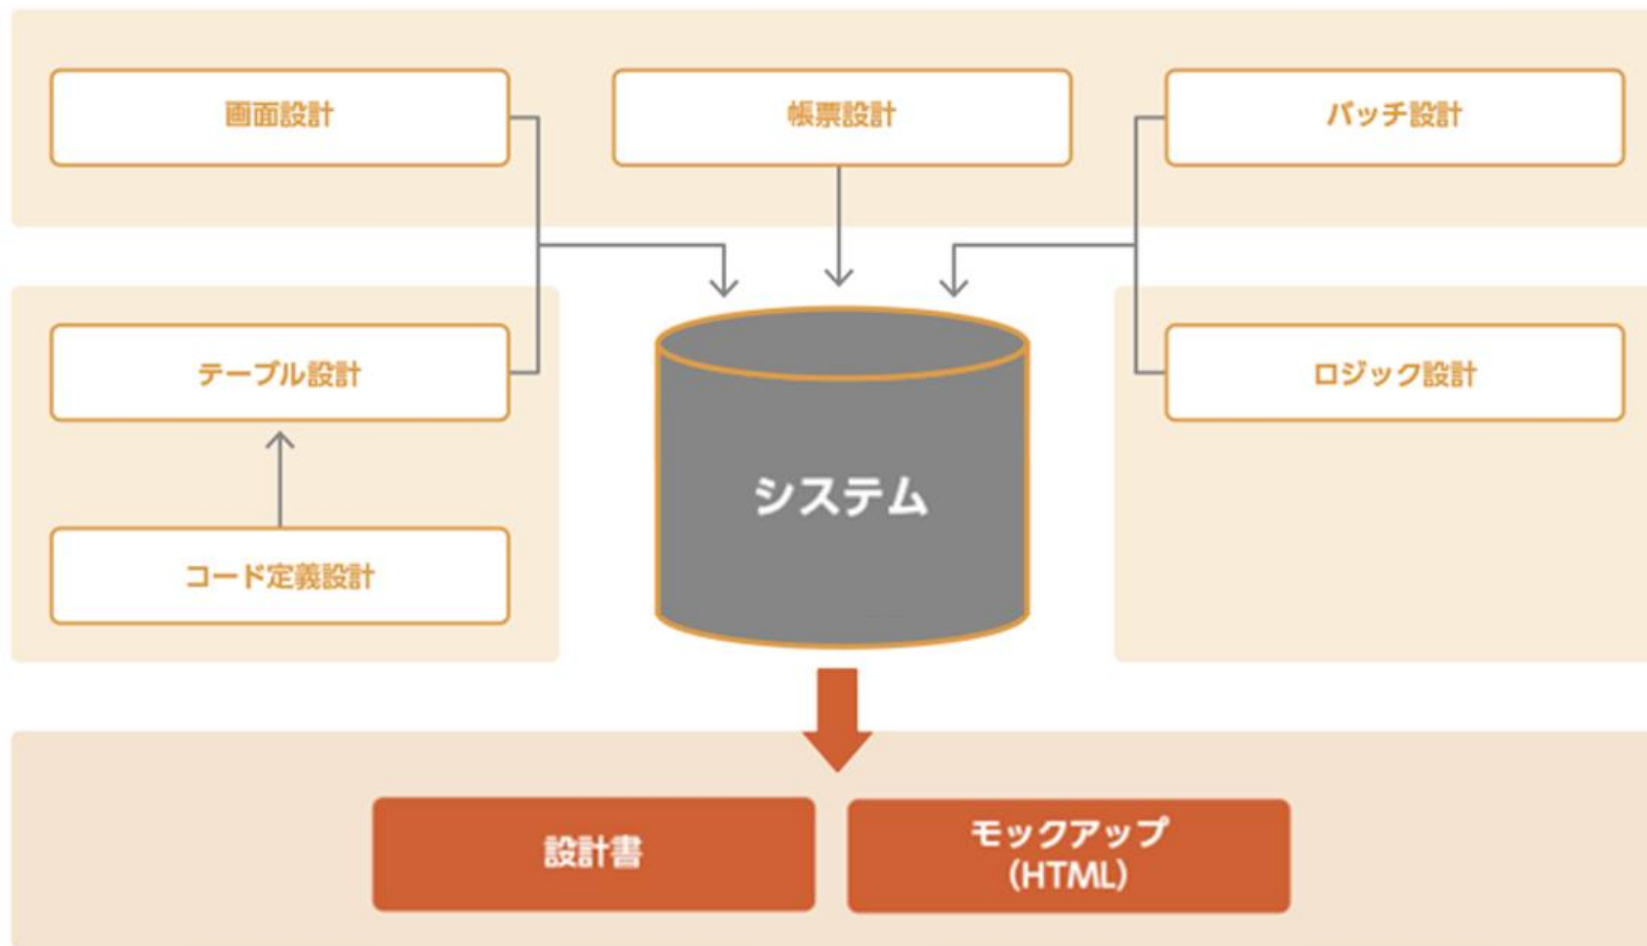 画面設計
帳票設計
バッチ設計
テーブル設計
ロジック設計
システム
コード定義設計
設計書
モックアップ
(HTML)